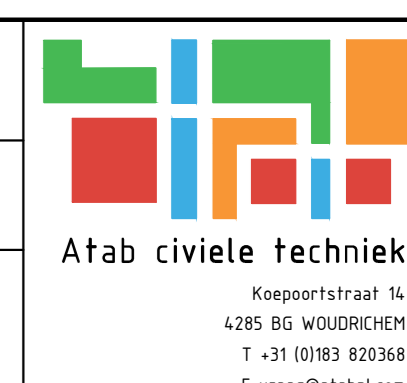 Atab civiele techniek
Koepoortstraat 14
4285 BG WOUDRICHEM
T +31 (0)183 820368